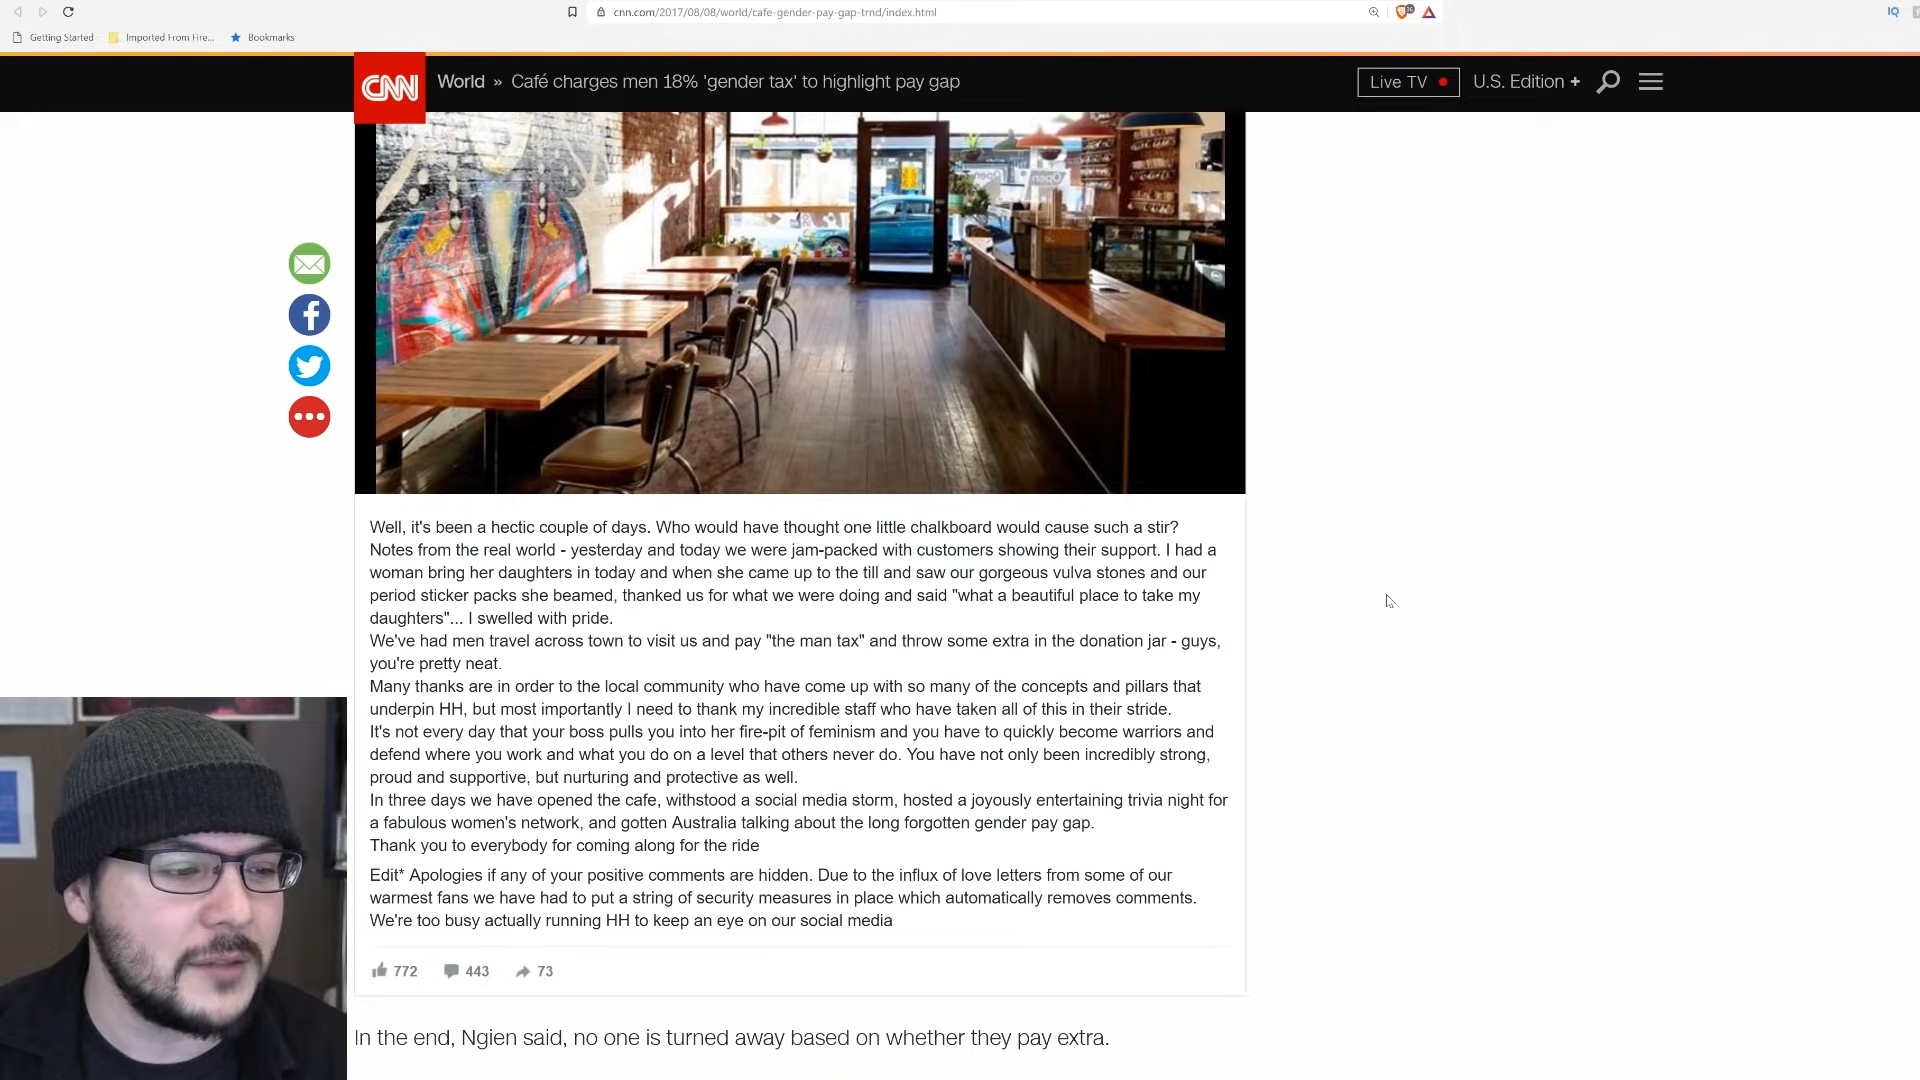 cnn.com/2017/08/08/world/cafe-gender-pay-gap-trnd/index.html
IQ
Getting Started
Imported From Fire...
Bookmarks
CNN
World » Café charges men 18% 'gender tax' to highlight pay gap
Live TV
U.S. Edition +
Open
Well, it's been a hectic couple of days. Who would have thought one little chalkboard would cause such a stir?
Notes from the real world - yesterday and today we were jam-packed with customers showing their support. I had a
woman bring her daughters in today and when she came up to the till and saw our gorgeous vulva stones and our
period sticker packs she beamed, thanked us for what we were doing and said "what a beautiful place to take my
daughters"... I swelled with pride.
We've had men travel across town to visit us and pay "the man tax" and throw some extra in the donation jar - guys,
you're pretty neat.
Many thanks are in order to the local community who have come up with so many of the concepts and pillars that
underpin HH, but most importantly I need to thank my incredible staff who have taken all of this in their stride.
It's not every day that your boss pulls you into her fire-pit of feminism and you have to quickly become warriors and
defend where you work and what you do on a level that others never do. You have not only been incredibly strong,
proud and supportive, but nurturing and protective as well.
In three days we have opened the cafe, withstood a social media storm, hosted a joyously entertaining trivia night for
a fabulous women's network, and gotten Australia talking about the long forgotten gender pay gap.
Thank you to everybody for coming along for the ride
Edit* Apologies if any of your positive comments are hidden. Due to the influx of love letters from some of our
warmest fans we have had to put a string of security measures in place which automatically removes comments.
We're too busy actually running HH to keep an eye on our social media
772 443 73
In the end, Ngien said, no one is turned away based on whether they pay extra.